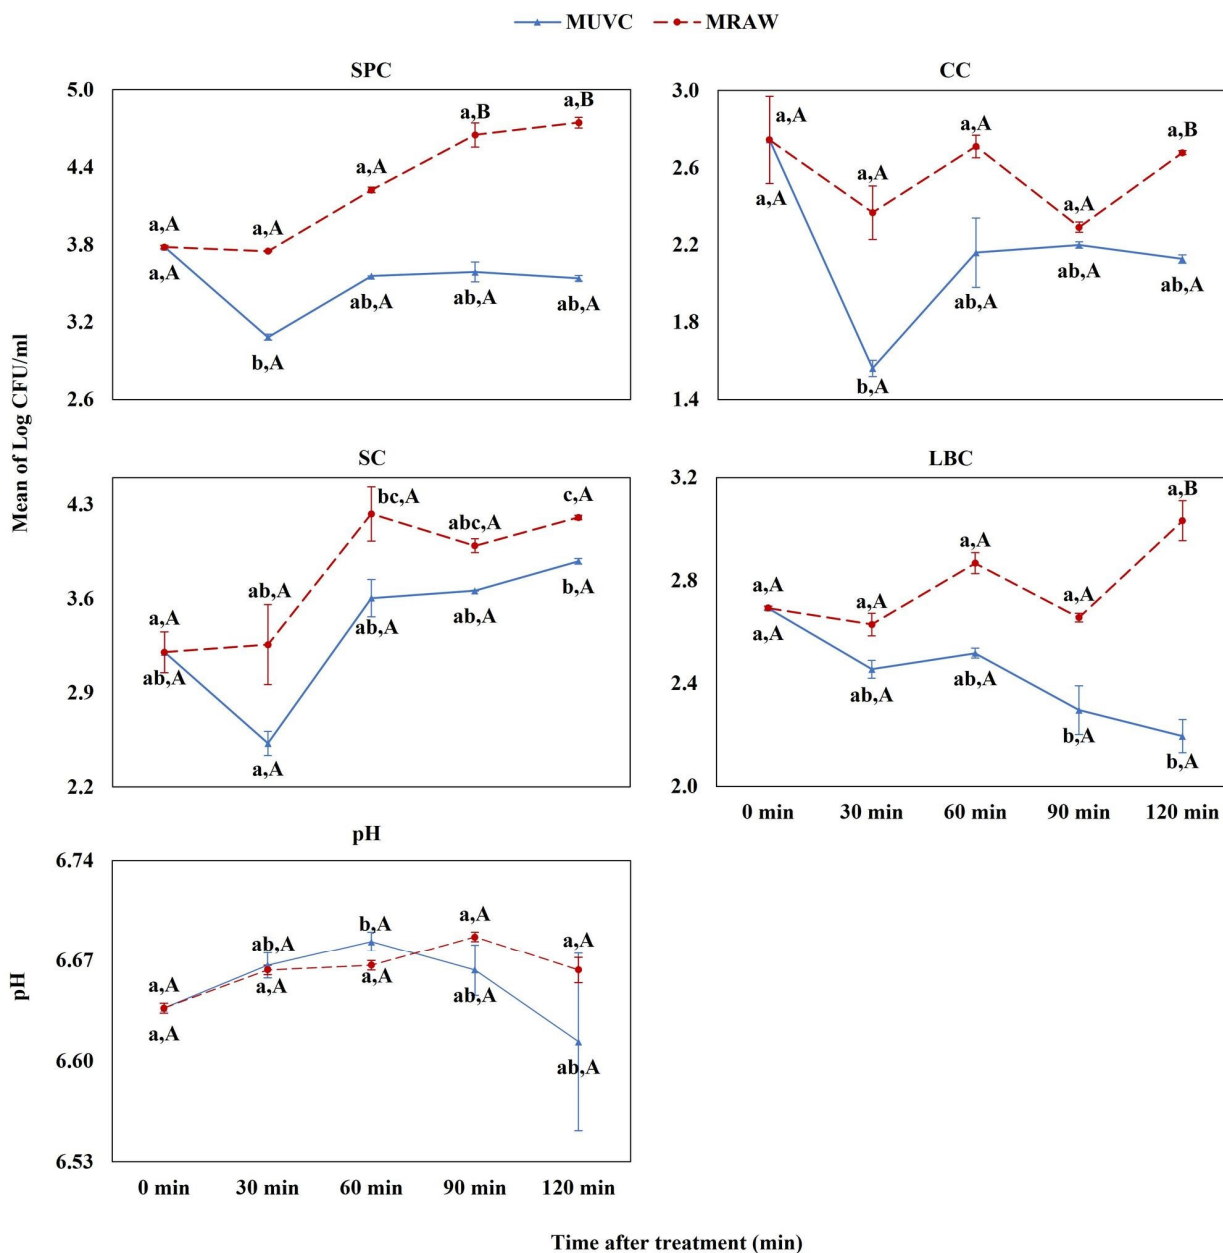 MUVC MRAW
SPC
5.0
4.4
3.8
3.2
2.6
a,A
a,A
a,A
b,A
a,A
ab,A
a,B
ab,A
a,B
ab,A
CC
3.0
2.6
2.2
1.8
1.4
a,A
a,A
a,A
b,A
a,A
ab,A
a,A
ab,A
a,B
ab,A
Mean of Log CFU/ml
SC
4.3
3.6
2.9
2.2
a,A
ab,A
ab,A
a,A
bc,A
ab,A
abc,A
ab,A
c,A
b,A
LBC
3.2
2.8
2.4
2.0
a,A
a,A
a,A
ab,A
a,A
ab,A
a,A
b,A
a,B
b,A
0 min 30 min 60 min 90 min 120 min
pH
6.74
6.67
6.60
6.53
pH
a,A
a,A
ab,A
a,A
b,A
a,A
a,A
ab,A
a,A
ab,A
0 min 30 min 60 min 90 min 120 min
Time after treatment (min)